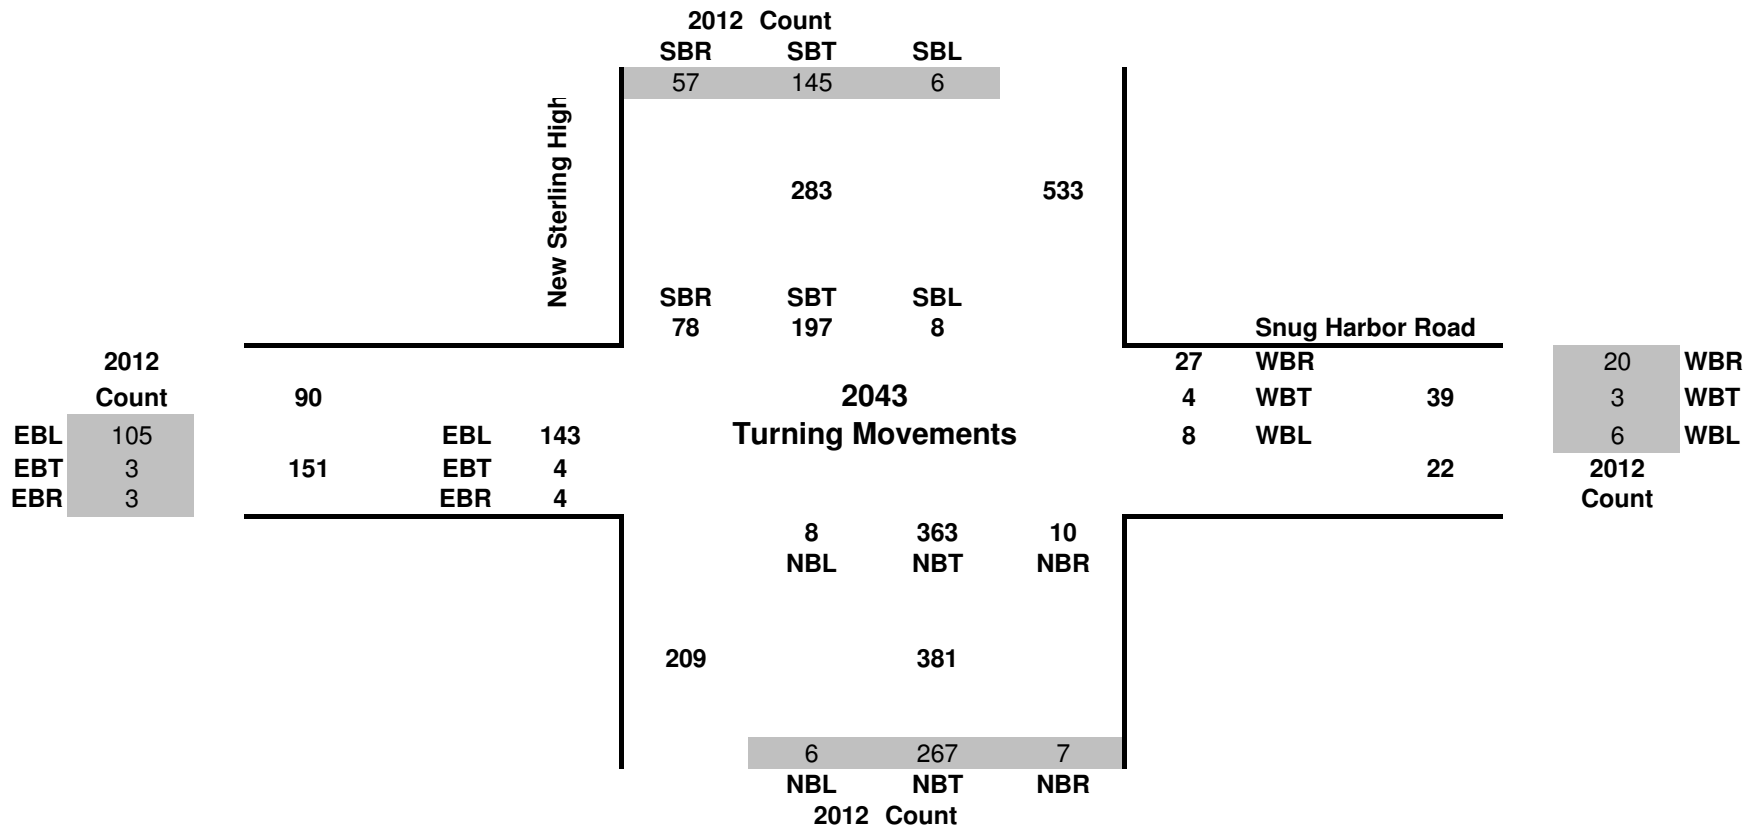 2012 Count
SBR SBT SBL
57 145 6
New Sterling High
283 533
SBR SBT SBL
78 197 8
Snug Harbor Road
2012 27 WBR 20 WBR
Count 90 2043 4 WBT 39 3 WBT
EBL 105 EBL 143 Turning Movements 8 WBL 6 WBL
EBT 3 151 EBT 4 22 2012
EBR 3 EBR 4 Count
8 363 10
NBL NBT NBR
209 381
6 267 7
NBL NBT NBR
2012 Count